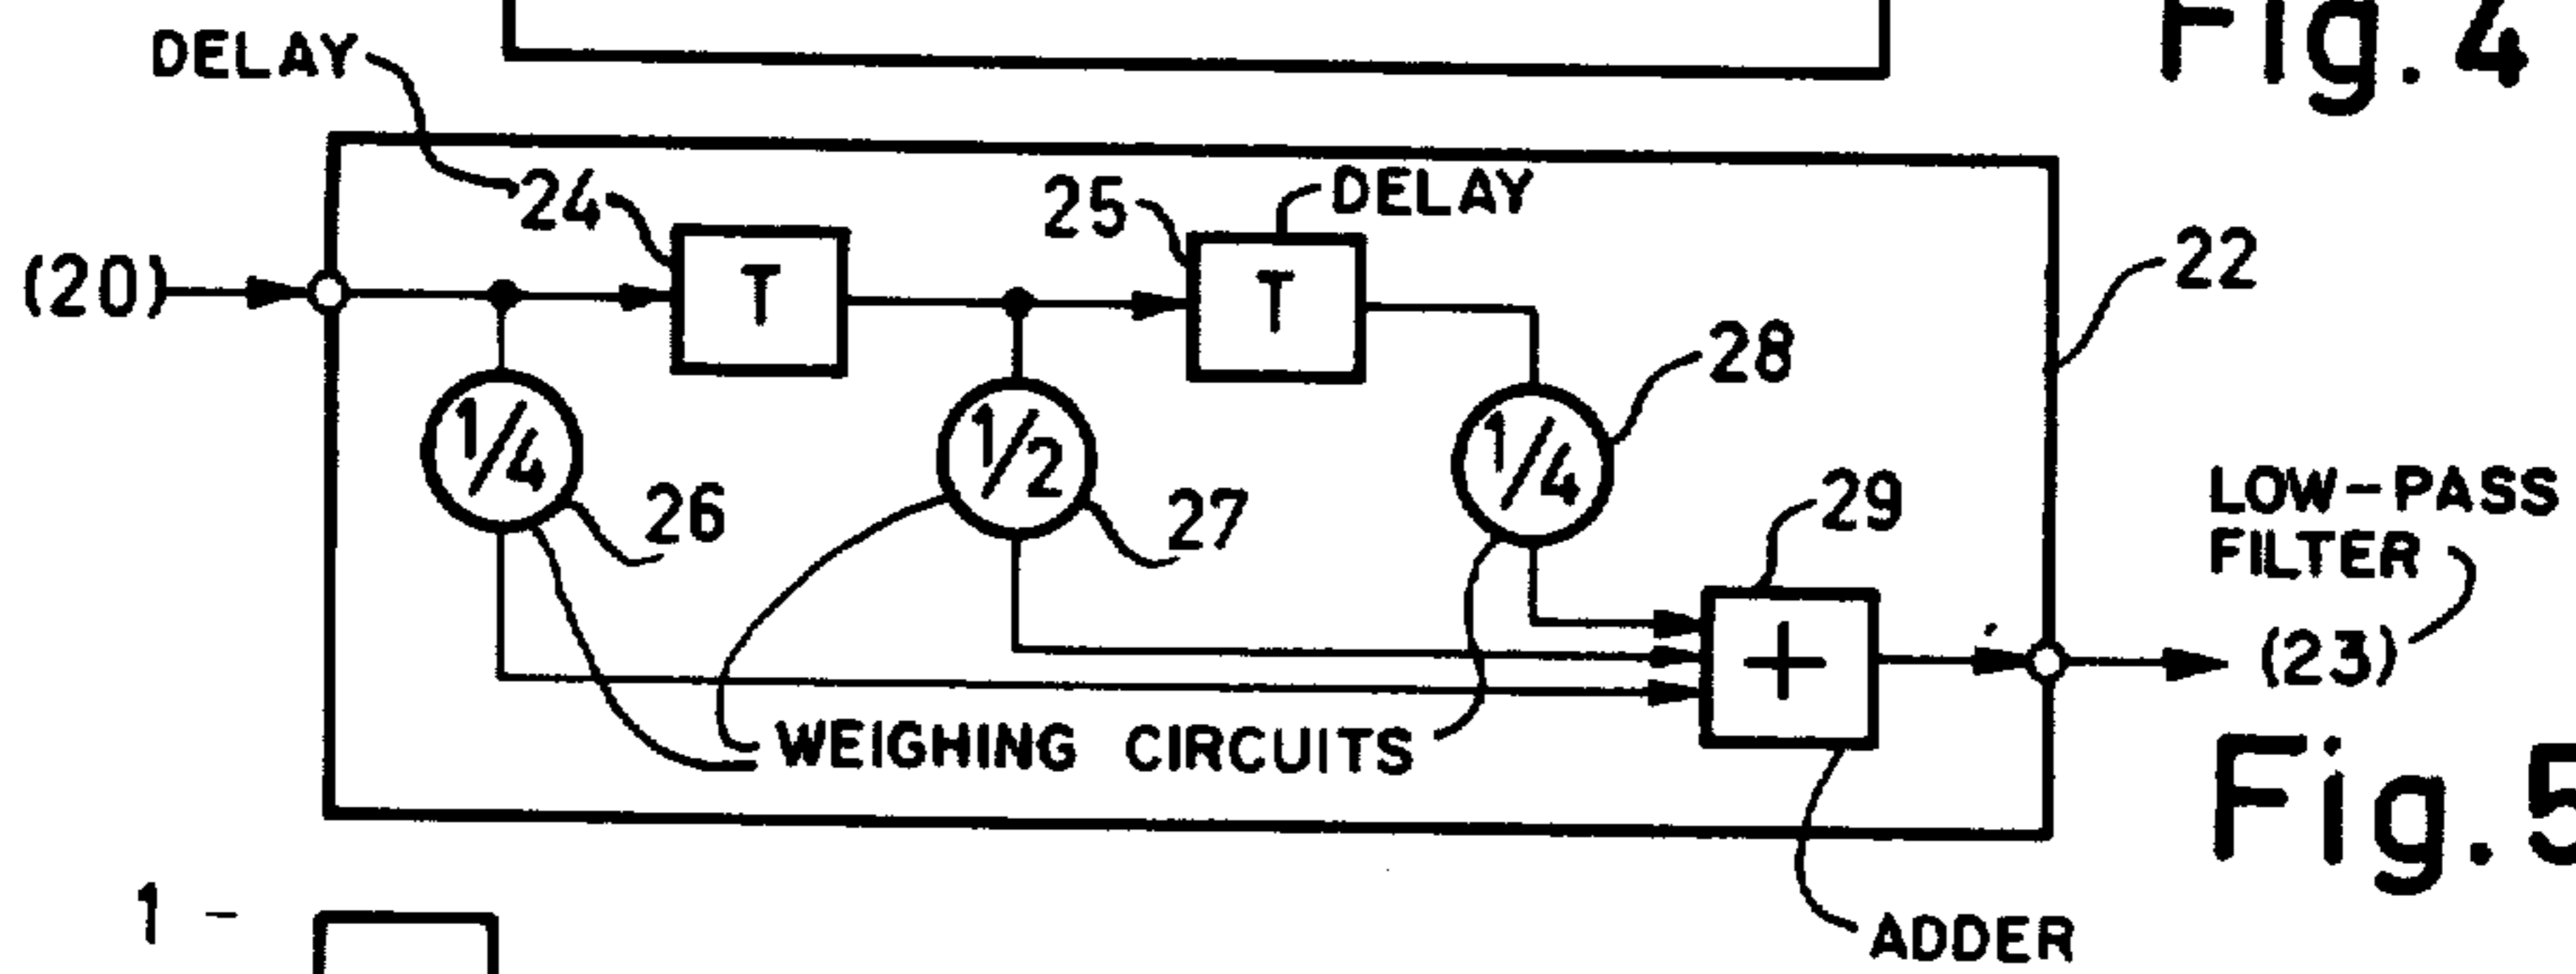 Fig. 4
DELAY
24
25
DELAY
(20)
T
T
22
28
1/4
1/2
1/4
26
27
29
LOW-PASS
FILTER
(23)
+
WEIGHING CIRCUITS
Fig. 5
1 -
ADDER